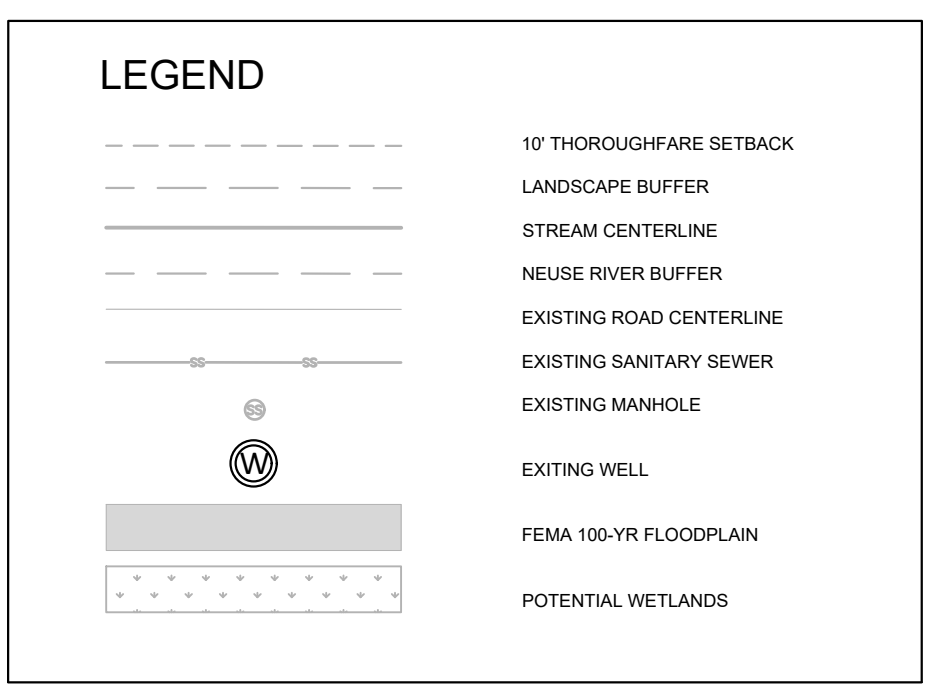 LEGEND
10' THOROUGHFARE SETBACK
LANDSCAPE BUFFER
STREAM CENTERLINE
NEUSE RIVER BUFFER
EXISTING ROAD CENTERLINE
SS SS EXISTING SANITARY SEWER
SS EXISTING MANHOLE
W EXITING WELL
FEMA 100-YR FLOODPLAIN
POTENTIAL WETLANDS